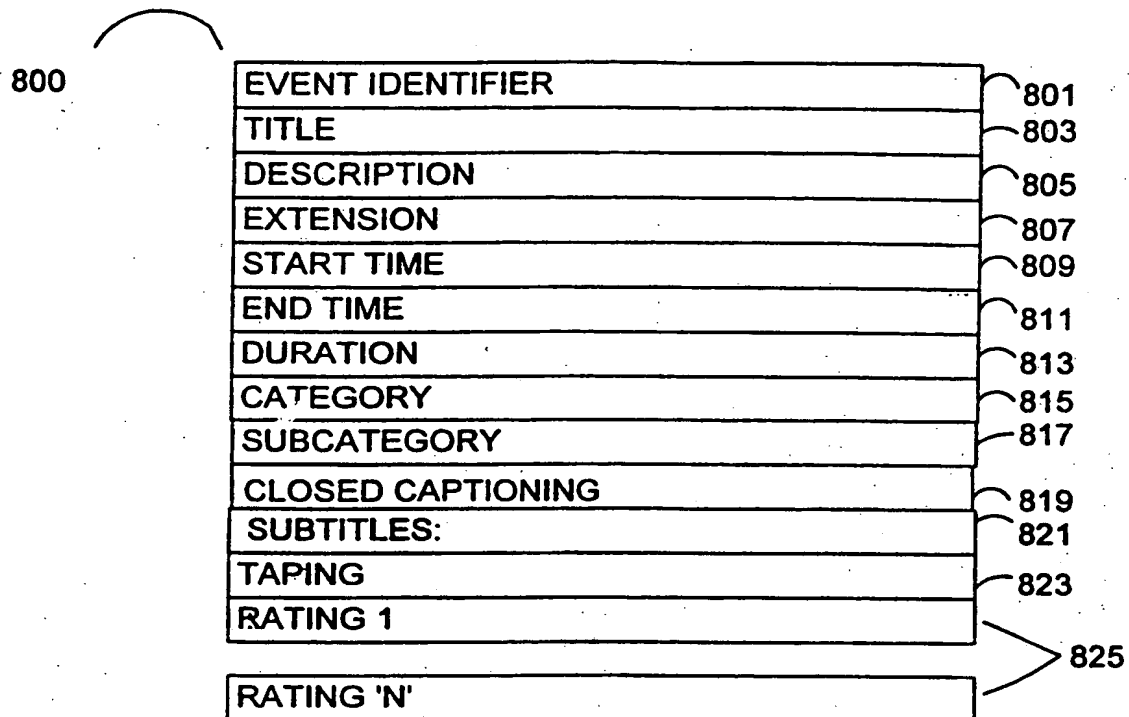 800
EVENT IDENTIFIER 801
TITLE 803
DESCRIPTION 805
EXTENSION 807
START TIME 809
END TIME 811
DURATION 813
CATEGORY 815
SUBCATEGORY 817
CLOSED CAPTIONING 819
SUBTITLES: 821
TAPING 823
RATING 1
825
RATING 'N'